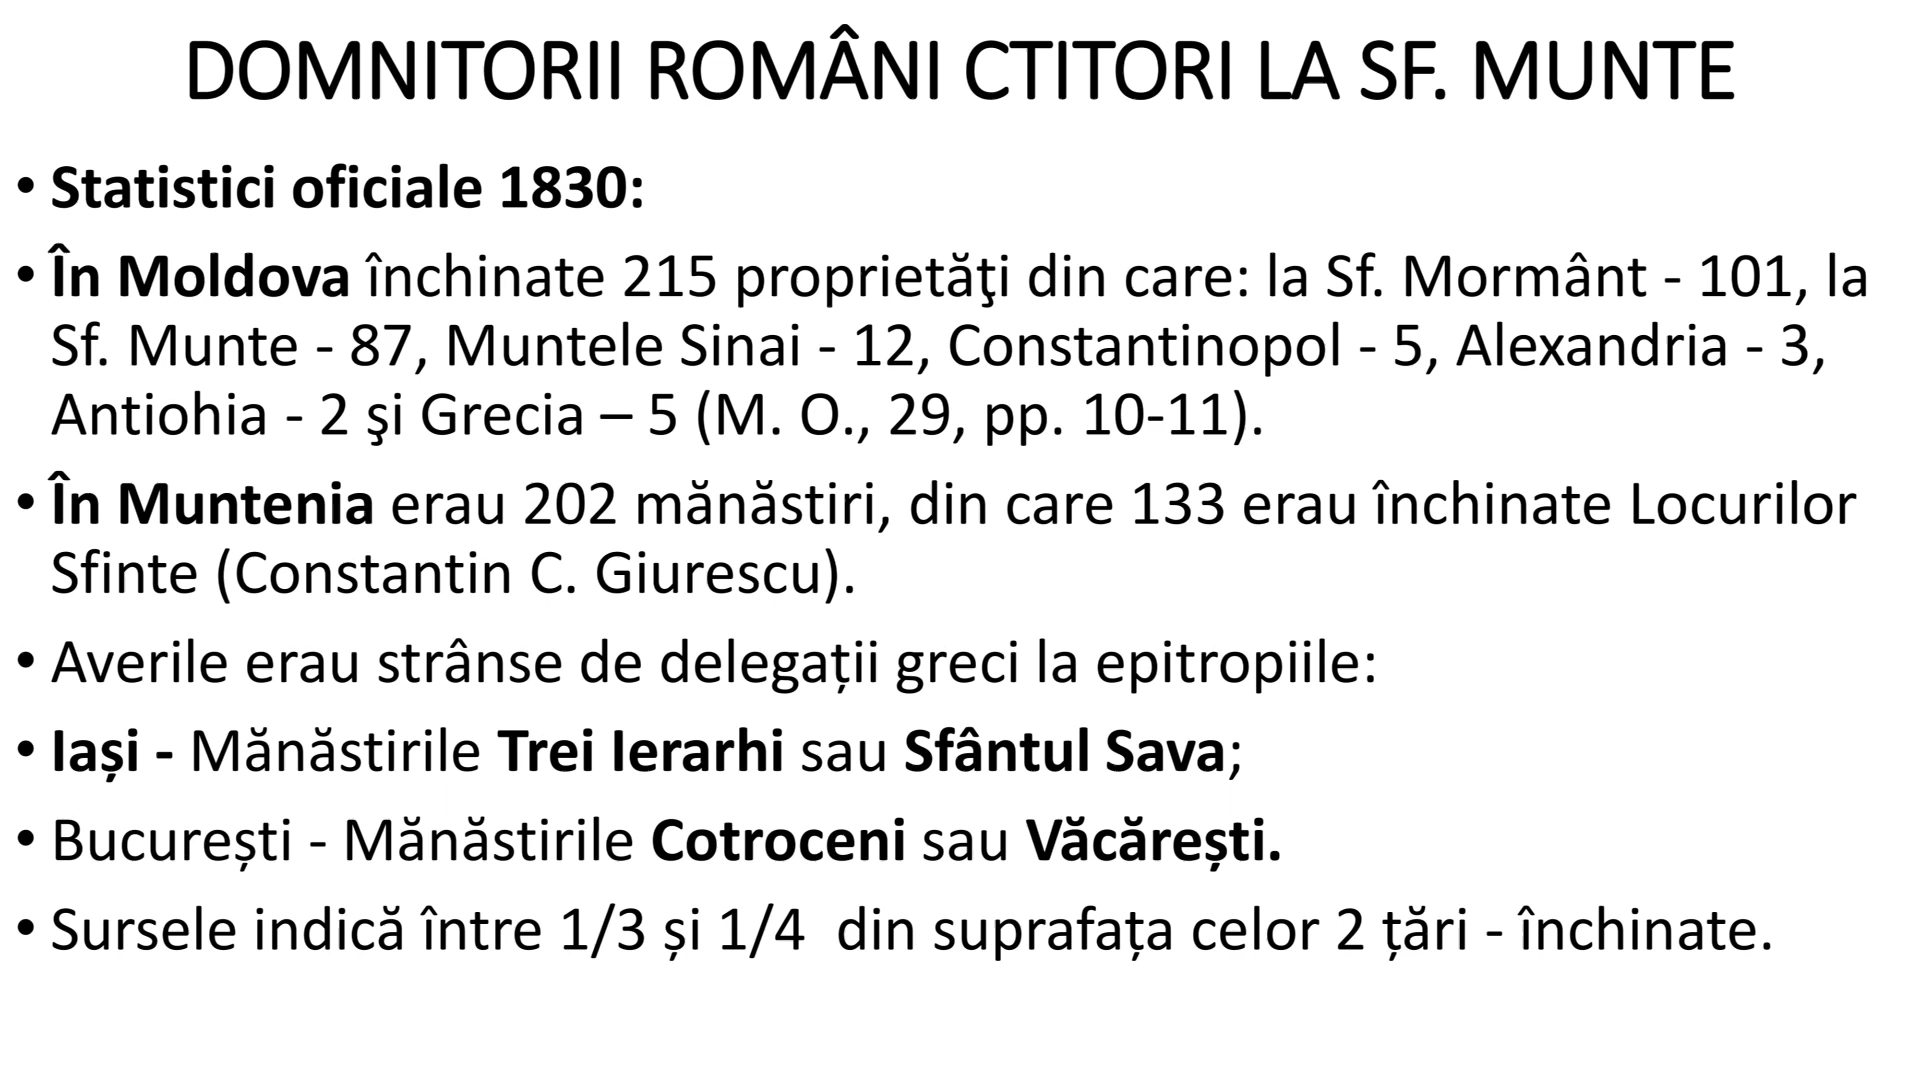 DOMNITORII ROMÂNI CTITORI LA SF. MUNTE
• Statistici oficiale 1830:
• În Moldova închinate 215 proprietăţi din care: la Sf. Mormânt - 101, la
Sf. Munte - 87, Muntele Sinai - 12, Constantinopol - 5, Alexandria - 3,
Antiohia - 2 şi Grecia – 5 (M. O., 29, pp. 10-11).
• În Muntenia erau 202 mănăstiri, din care 133 erau închinate Locurilor
Sfinte (Constantin C. Giurescu).
• Averile erau strânse de delegații greci la epitropiile:
• Iași - Mănăstirile Trei Ierarhi sau Sfântul Sava;
• București - Mănăstirile Cotroceni sau Văcărești.
• Sursele indică între 1/3 și 1/4  din suprafața celor 2 țări - închinate.